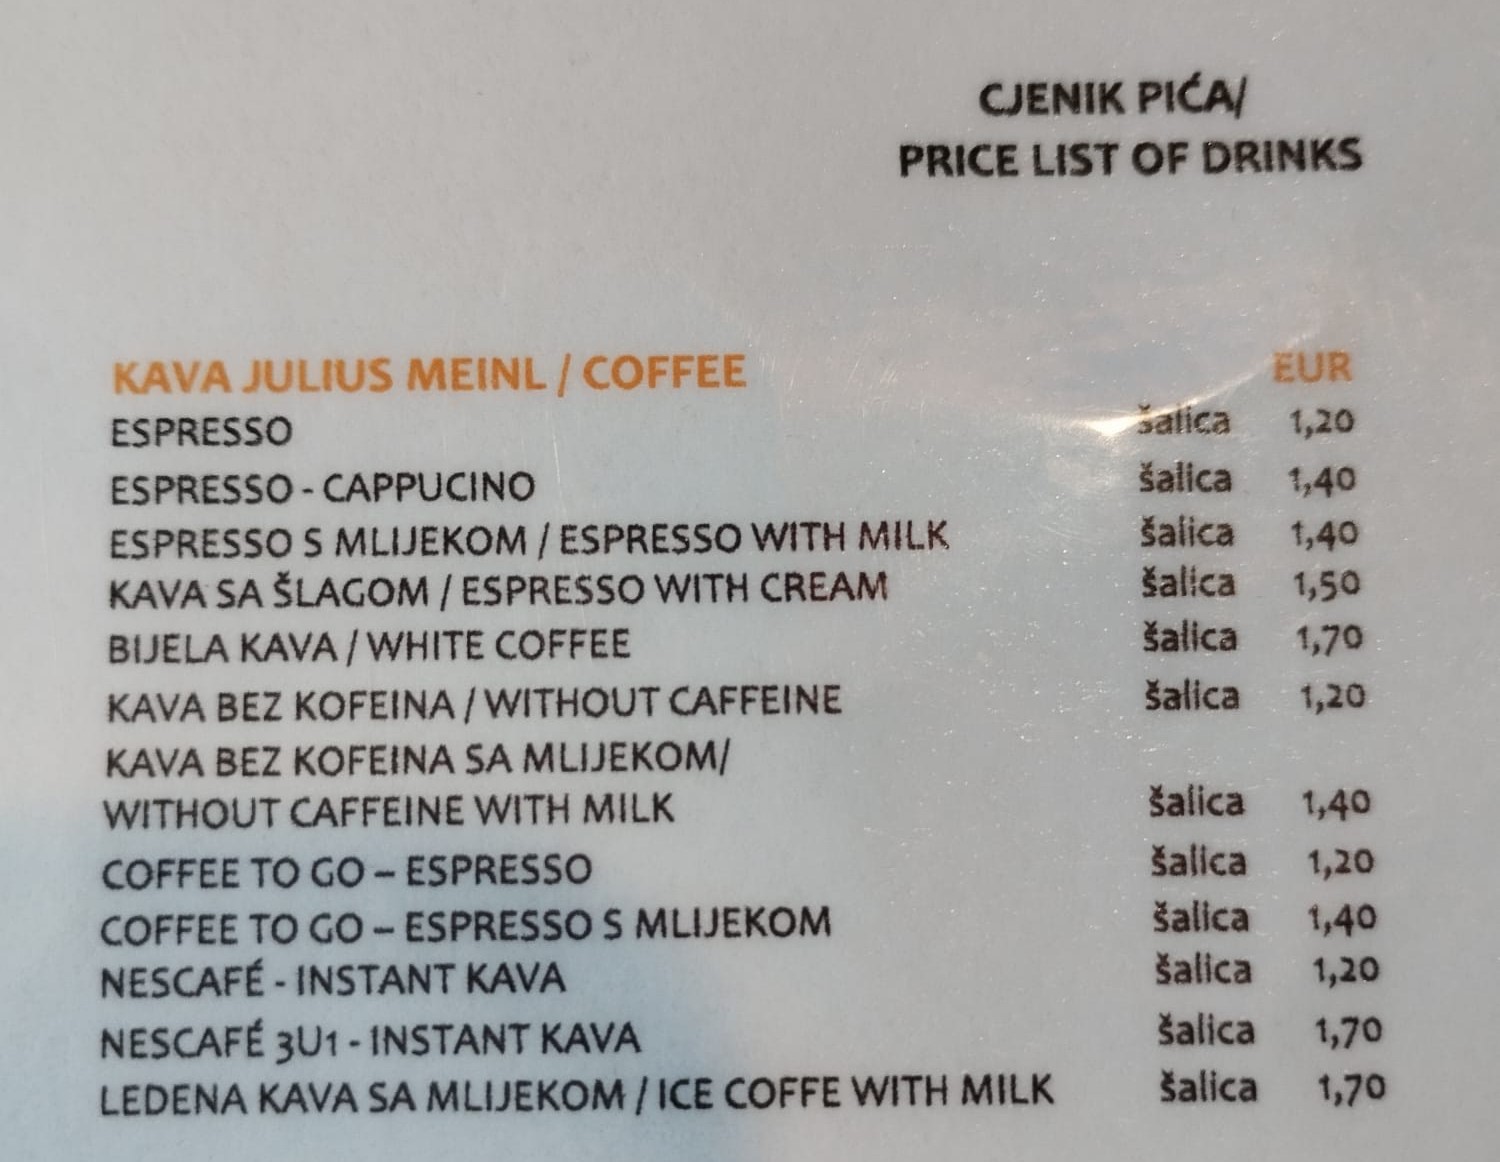 CJENIK PIĆA/
PRICE LIST OF DRINKS
KAVA JULIUS MEINL / COFFEE EUR
ESPRESSO šalica 1,20
ESPRESSO - CAPPUCINO šalica 1,40
ESPRESSO S MLIJEKOM / ESPRESSO WITH MILK šalica 1,40
KAVA SA ŠLAGOM / ESPRESSO WITH CREAM šalica 1,50
BIJELA KAVA / WHITE COFFEE šalica 1,70
KAVA BEZ KOFEINA / WITHOUT CAFFEINE šalica 1,20
KAVA BEZ KOFEINA SA MLIJEKOM/
WITHOUT CAFFEINE WITH MILK šalica 1,40
COFFEE TO GO – ESPRESSO šalica 1,20
COFFEE TO GO – ESPRESSO S MLIJEKOM šalica 1,40
NESCAFÉ - INSTANT KAVA šalica 1,20
NESCAFÉ 3U1 - INSTANT KAVA šalica 1,70
LEDENA KAVA SA MLIJEKOM / ICE COFFE WITH MILK šalica 1,70